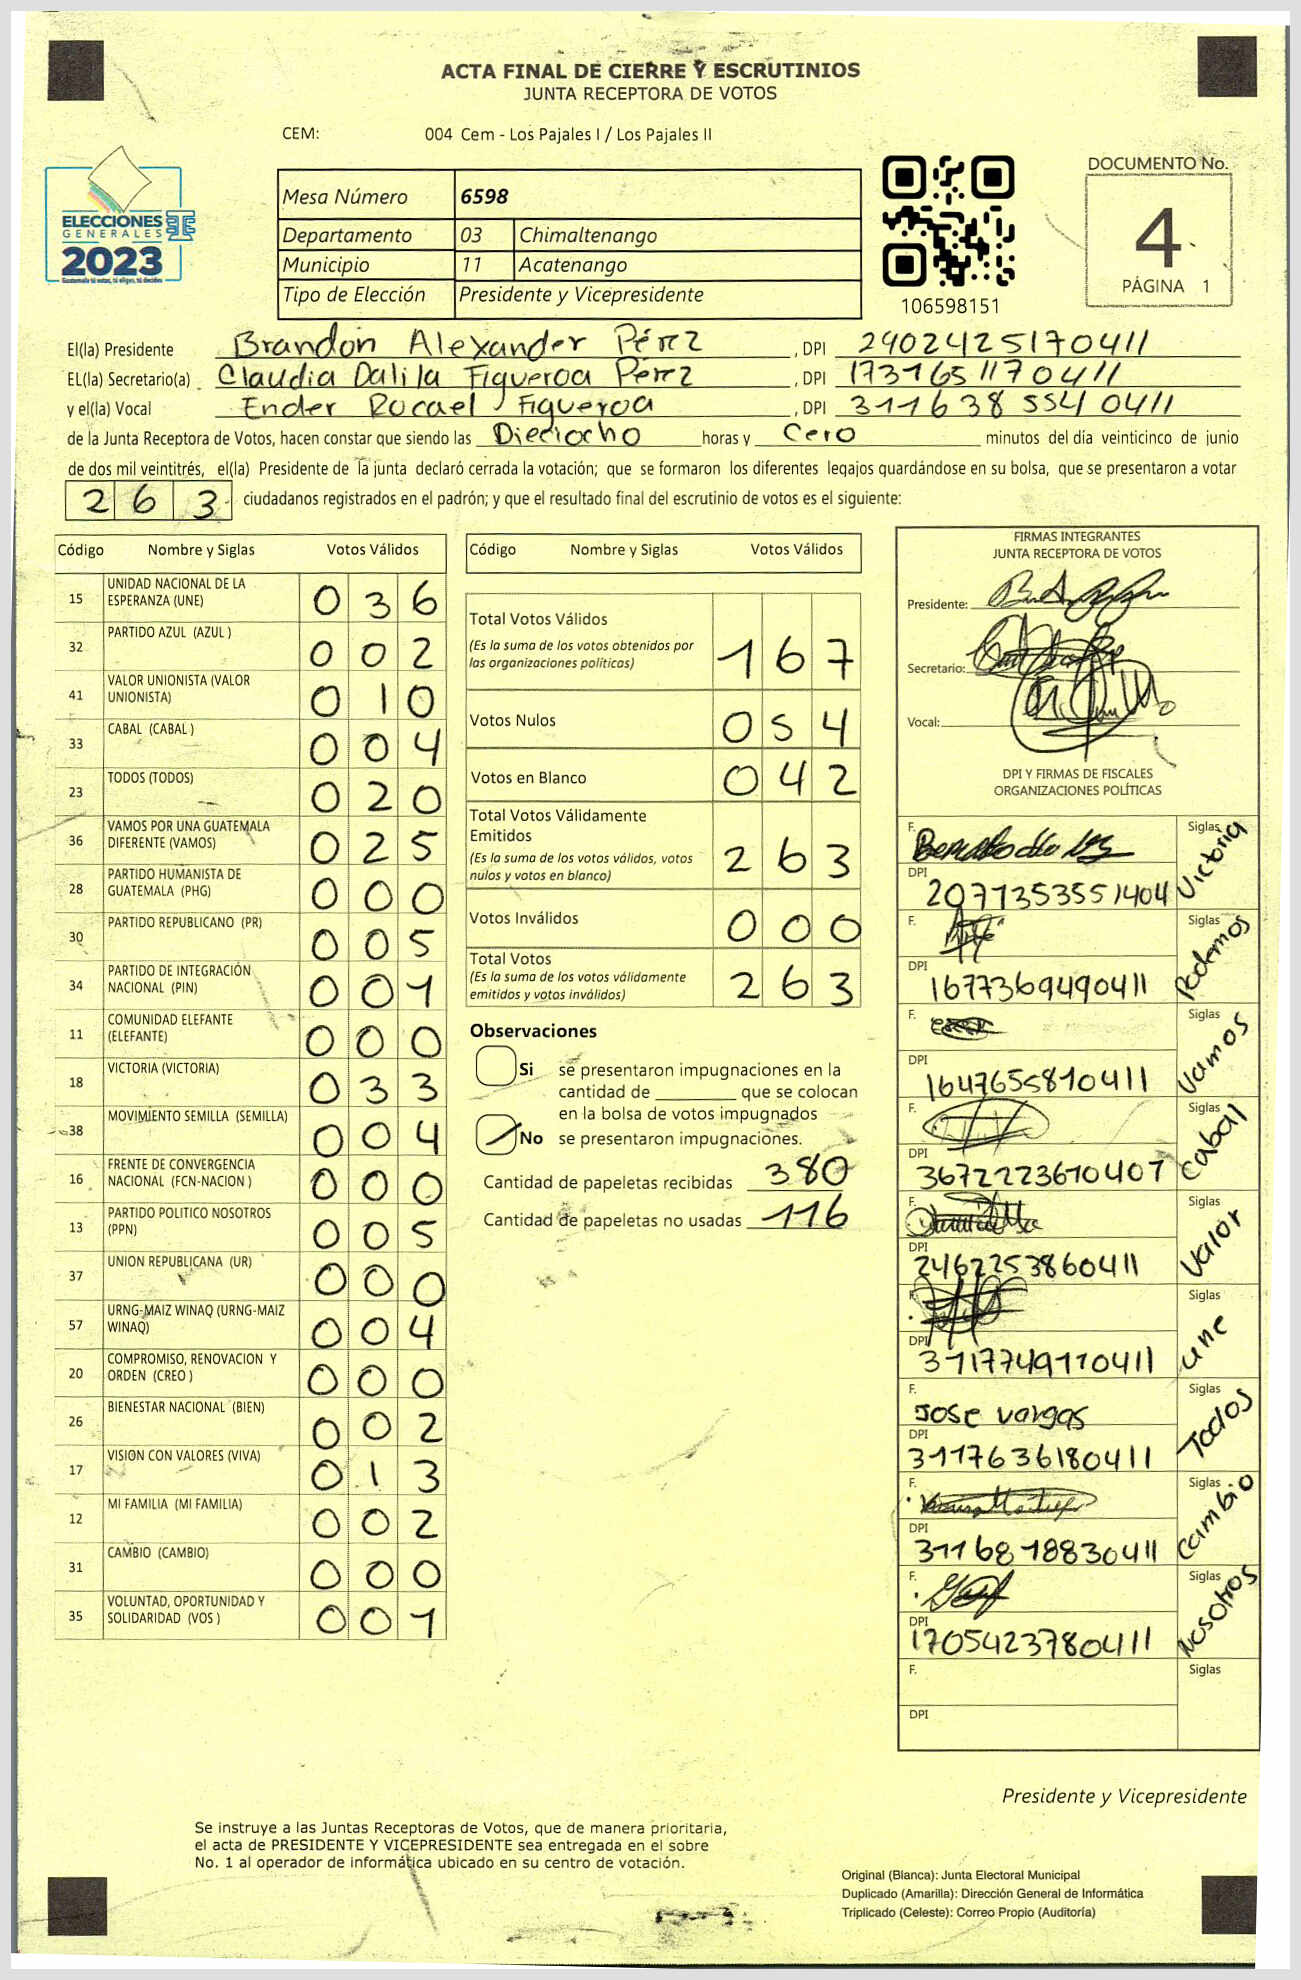 ACTA FINAL DE CIERRE Y ESCRUTINIOS
JUNTA RECEPTORA DE VOTOS
CEM: 004 Cem - Los Pajales I / Los Pajales II
ELECCIONES
GENERALES
2023
Mesa Número 6598
Departamento 03 Chimaltenango
Municipio 11 Acatenango
Tipo de Elección Presidente y Vicepresidente
106598151
DOCUMENTO No.
4
PÁGINA 1
El(la) Presidente Brandon Alexander Pérez , DPI 2902425170411
EL(la) Secretario(a) Claudia Dalila Figueroa Pérez , DPI 1731651170411
y el(la) Vocal Ender Rocael Figueroa , DPI 3116385540411
de la Junta Receptora de Votos, hacen constar que siendo las Dieciocho horas y Cero minutos del día veinticinco de junio
de dos mil veintitrés, el(la) Presidente de la junta declaró cerrada la votación; que se formaron los diferentes legajos guardándose en su bolsa, que se presentaron a votar
263 ciudadanos registrados en el padrón; y que el resultado final del escrutinio de votos es el siguiente:
Código Nombre y Siglas Votos Válidos
15 UNIDAD NACIONAL DE LA ESPERANZA (UNE) 036
32 PARTIDO AZUL (AZUL ) 002
41 VALOR UNIONISTA (VALOR UNIONISTA) 010
33 CABAL (CABAL ) 004
23 TODOS (TODOS) 020
36 VAMOS POR UNA GUATEMALA DIFERENTE (VAMOS) 025
28 PARTIDO HUMANISTA DE GUATEMALA (PHG) 000
30 PARTIDO REPUBLICANO (PR) 005
34 PARTIDO DE INTEGRACIÓN NACIONAL (PIN) 001
11 COMUNIDAD ELEFANTE (ELEFANTE) 000
18 VICTORIA (VICTORIA) 033
38 MOVIMIENTO SEMILLA (SEMILLA) 004
16 FRENTE DE CONVERGENCIA NACIONAL (FCN-NACION ) 000
13 PARTIDO POLITICO NOSOTROS (PPN) 005
37 UNION REPUBLICANA (UR) 000
57 URNG-MAIZ WINAQ (URNG-MAIZ WINAQ) 004
20 COMPROMISO, RENOVACION Y ORDEN (CREO ) 000
26 BIENESTAR NACIONAL (BIEN) 002
17 VISION CON VALORES (VIVA) 013
12 MI FAMILIA (MI FAMILIA) 002
31 CAMBIO (CAMBIO) 000
35 VOLUNTAD, OPORTUNIDAD Y SOLIDARIDAD (VOS ) 001
Código Nombre y Siglas Votos Válidos
Total Votos Válidos 167
(Es la suma de los votos obtenidos por
las organizaciones políticas)
Votos Nulos 054
Votos en Blanco 042
Total Votos Válidamente
Emitidos 263
(Es la suma de los votos válidos, votos
nulos y votos en blanco)
Votos Inválidos 000
Total Votos 263
(Es la suma de los votos válidamente
emitidos y votos inválidos)
Observaciones
Si se presentaron impugnaciones en la
cantidad de que se colocan
en la bolsa de votos impugnados
No se presentaron impugnaciones.
Cantidad de papeletas recibidas 380
Cantidad de papeletas no usadas 116
FIRMAS INTEGRANTES
JUNTA RECEPTORA DE VOTOS
Presidente:
Secretario:
Vocal:
DPI Y FIRMAS DE FISCALES
ORGANIZACIONES POLÍTICAS
F. Siglas Victoria
DPI 2077353551404
F. Siglas Podemos
DPI 1677369490411
F. Siglas Vamos
DPI 1647655810411
F. Siglas Caball
DPI 3672223610407
F. Siglas Valor
DPI 2462253860411
F. Siglas une
DPI 3117749110411
F. Jose Vargas Siglas Todos
DPI 3117636180411
F. Siglas Cambio
DPI 3116818830411
F. Siglas Nosotros
DPI 1705423780411
F. Siglas
DPI
Presidente y Vicepresidente
Se instruye a las Juntas Receptoras de Votos, que de manera prioritaria,
el acta de PRESIDENTE Y VICEPRESIDENTE sea entregada en el sobre
No. 1 al operador de informática ubicado en su centro de votación.
Original (Blanca): Junta Electoral Municipal
Duplicado (Amarilla): Dirección General de Informática
Triplicado (Celeste): Correo Propio (Auditoría)